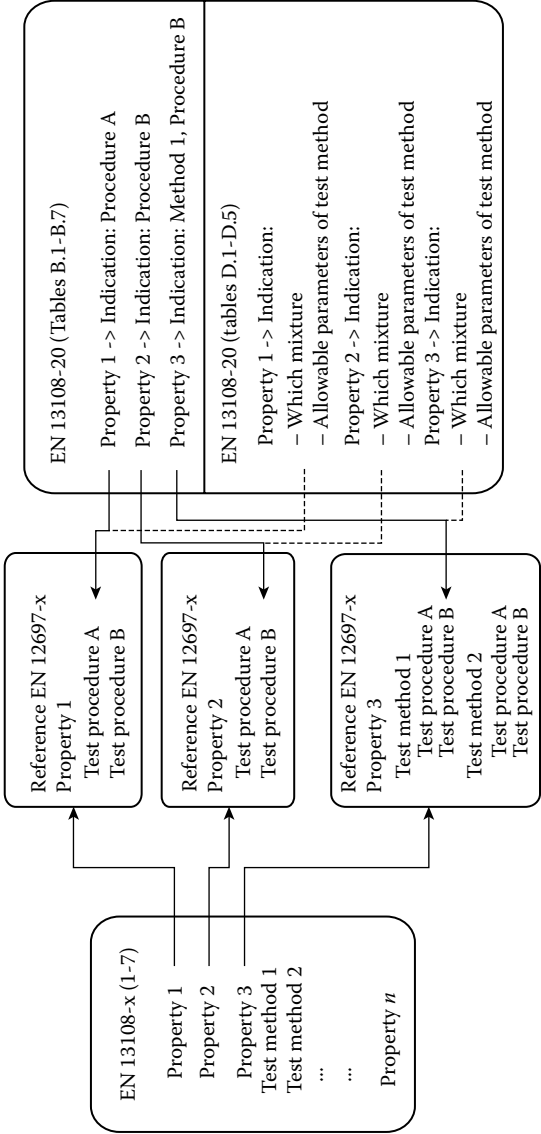 EN 13108-x (1-7)
Property 1
Property 2
Property 3
Test method 1
Test method 2
...
...
Property n
Reference EN 12697-x
Property 1
Test procedure A
Test procedure B
Reference EN 12697-x
Property 2
Test procedure A
Test procedure B
Reference EN 12697-x
Property 3
Test method 1
Test procedure A
Test procedure B
Test method 2
Test procedure A
Test procedure B
EN 13108-20 (Tables B.1-B.7)
Property 1 -> Indication: Procedure A
Property 2 -> Indication: Procedure B
Property 3 -> Indication: Method 1, Procedure B
EN 13108-20 (tables D.1-D.5)
Property 1 -> Indication:
– Which mixture
– Allowable parameters of test method
Property 2 -> Indication:
– Which mixture
– Allowable parameters of test method
Property 3 -> Indication:
– Which mixture
– Allowable parameters of test method